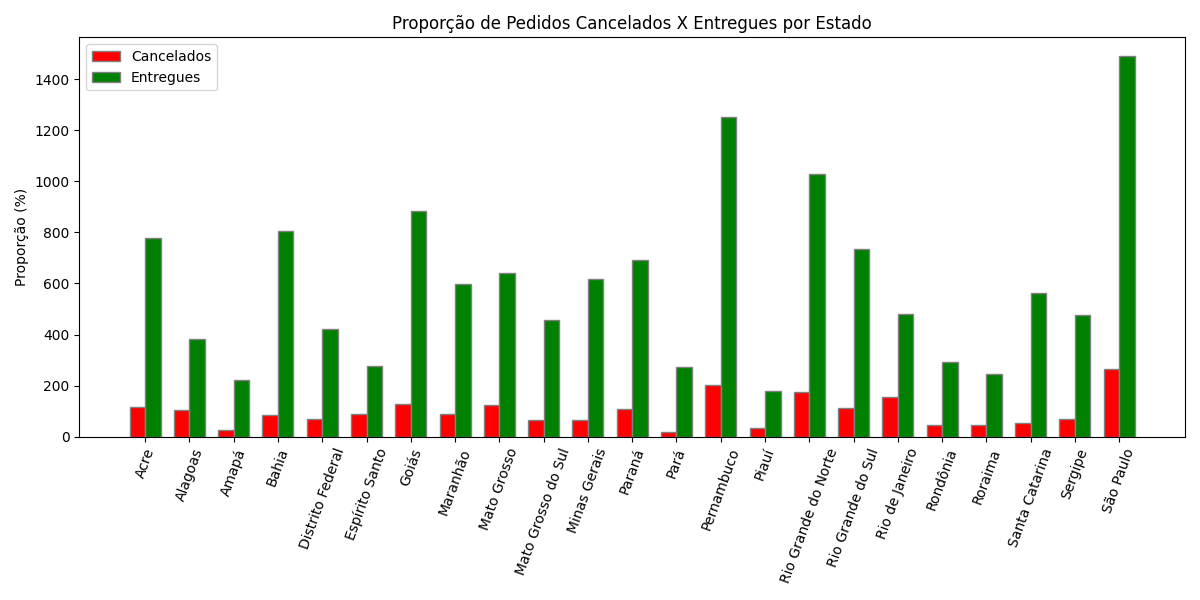 Proporção de Pedidos Cancelados X Entregues por Estado
Cancelados
Entregues
Proporção (%)
1400
1200
1000
800
600
400
200
0
Acre
Alagoas
Amapá
Bahia
Distrito Federal
Espírito Santo
Goiás
Maranhão
Mato Grosso
Mato Grosso do Sul
Minas Gerais
Paraná
Pará
Pernambuco
Piauí
Rio Grande do Norte
Rio Grande do Sul
Rio de Janeiro
Rondônia
Roraima
Santa Catarina
Sergipe
São Paulo